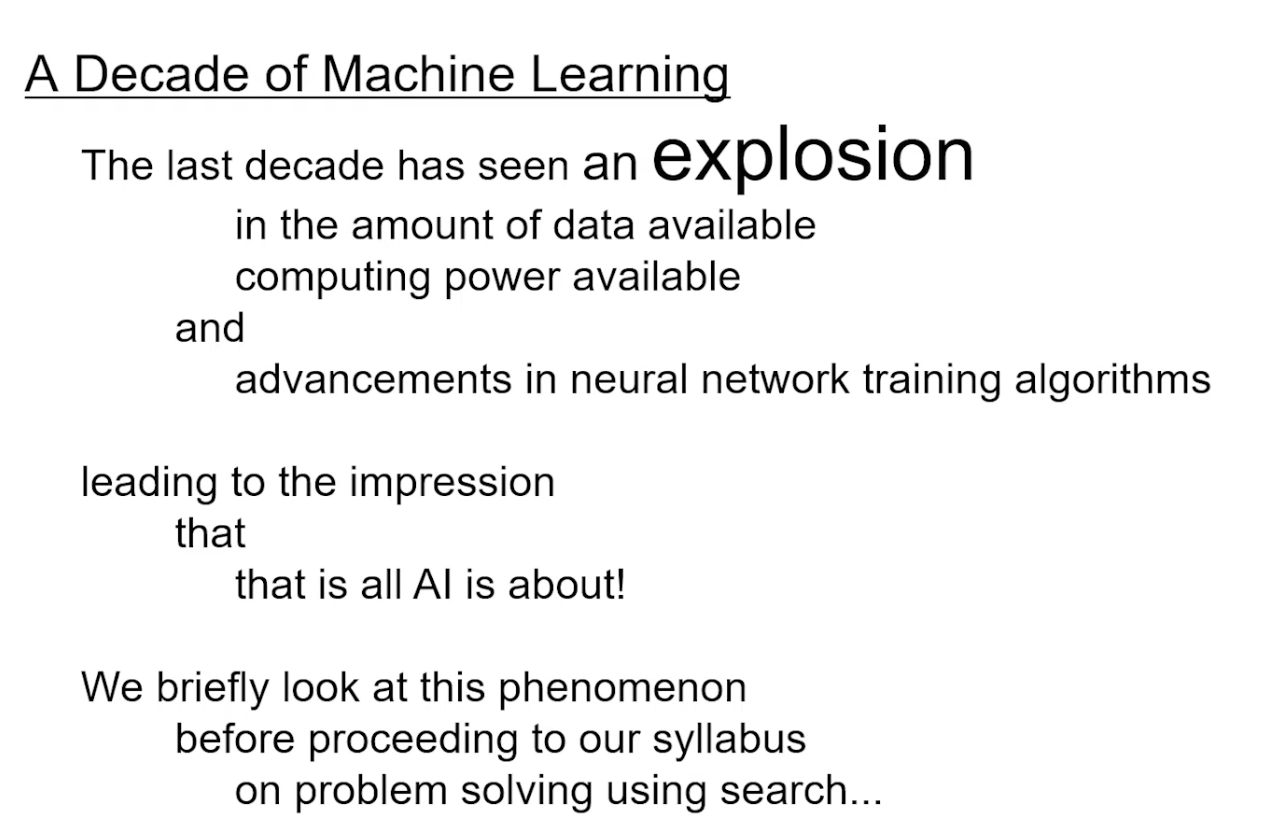 A Decade of Machine Learning
The last decade has seen an explosion
in the amount of data available
computing power available
and
advancements in neural network training algorithms
leading to the impression
that
that is all AI is about!
We briefly look at this phenomenon
before proceeding to our syllabus
on problem solving using search...